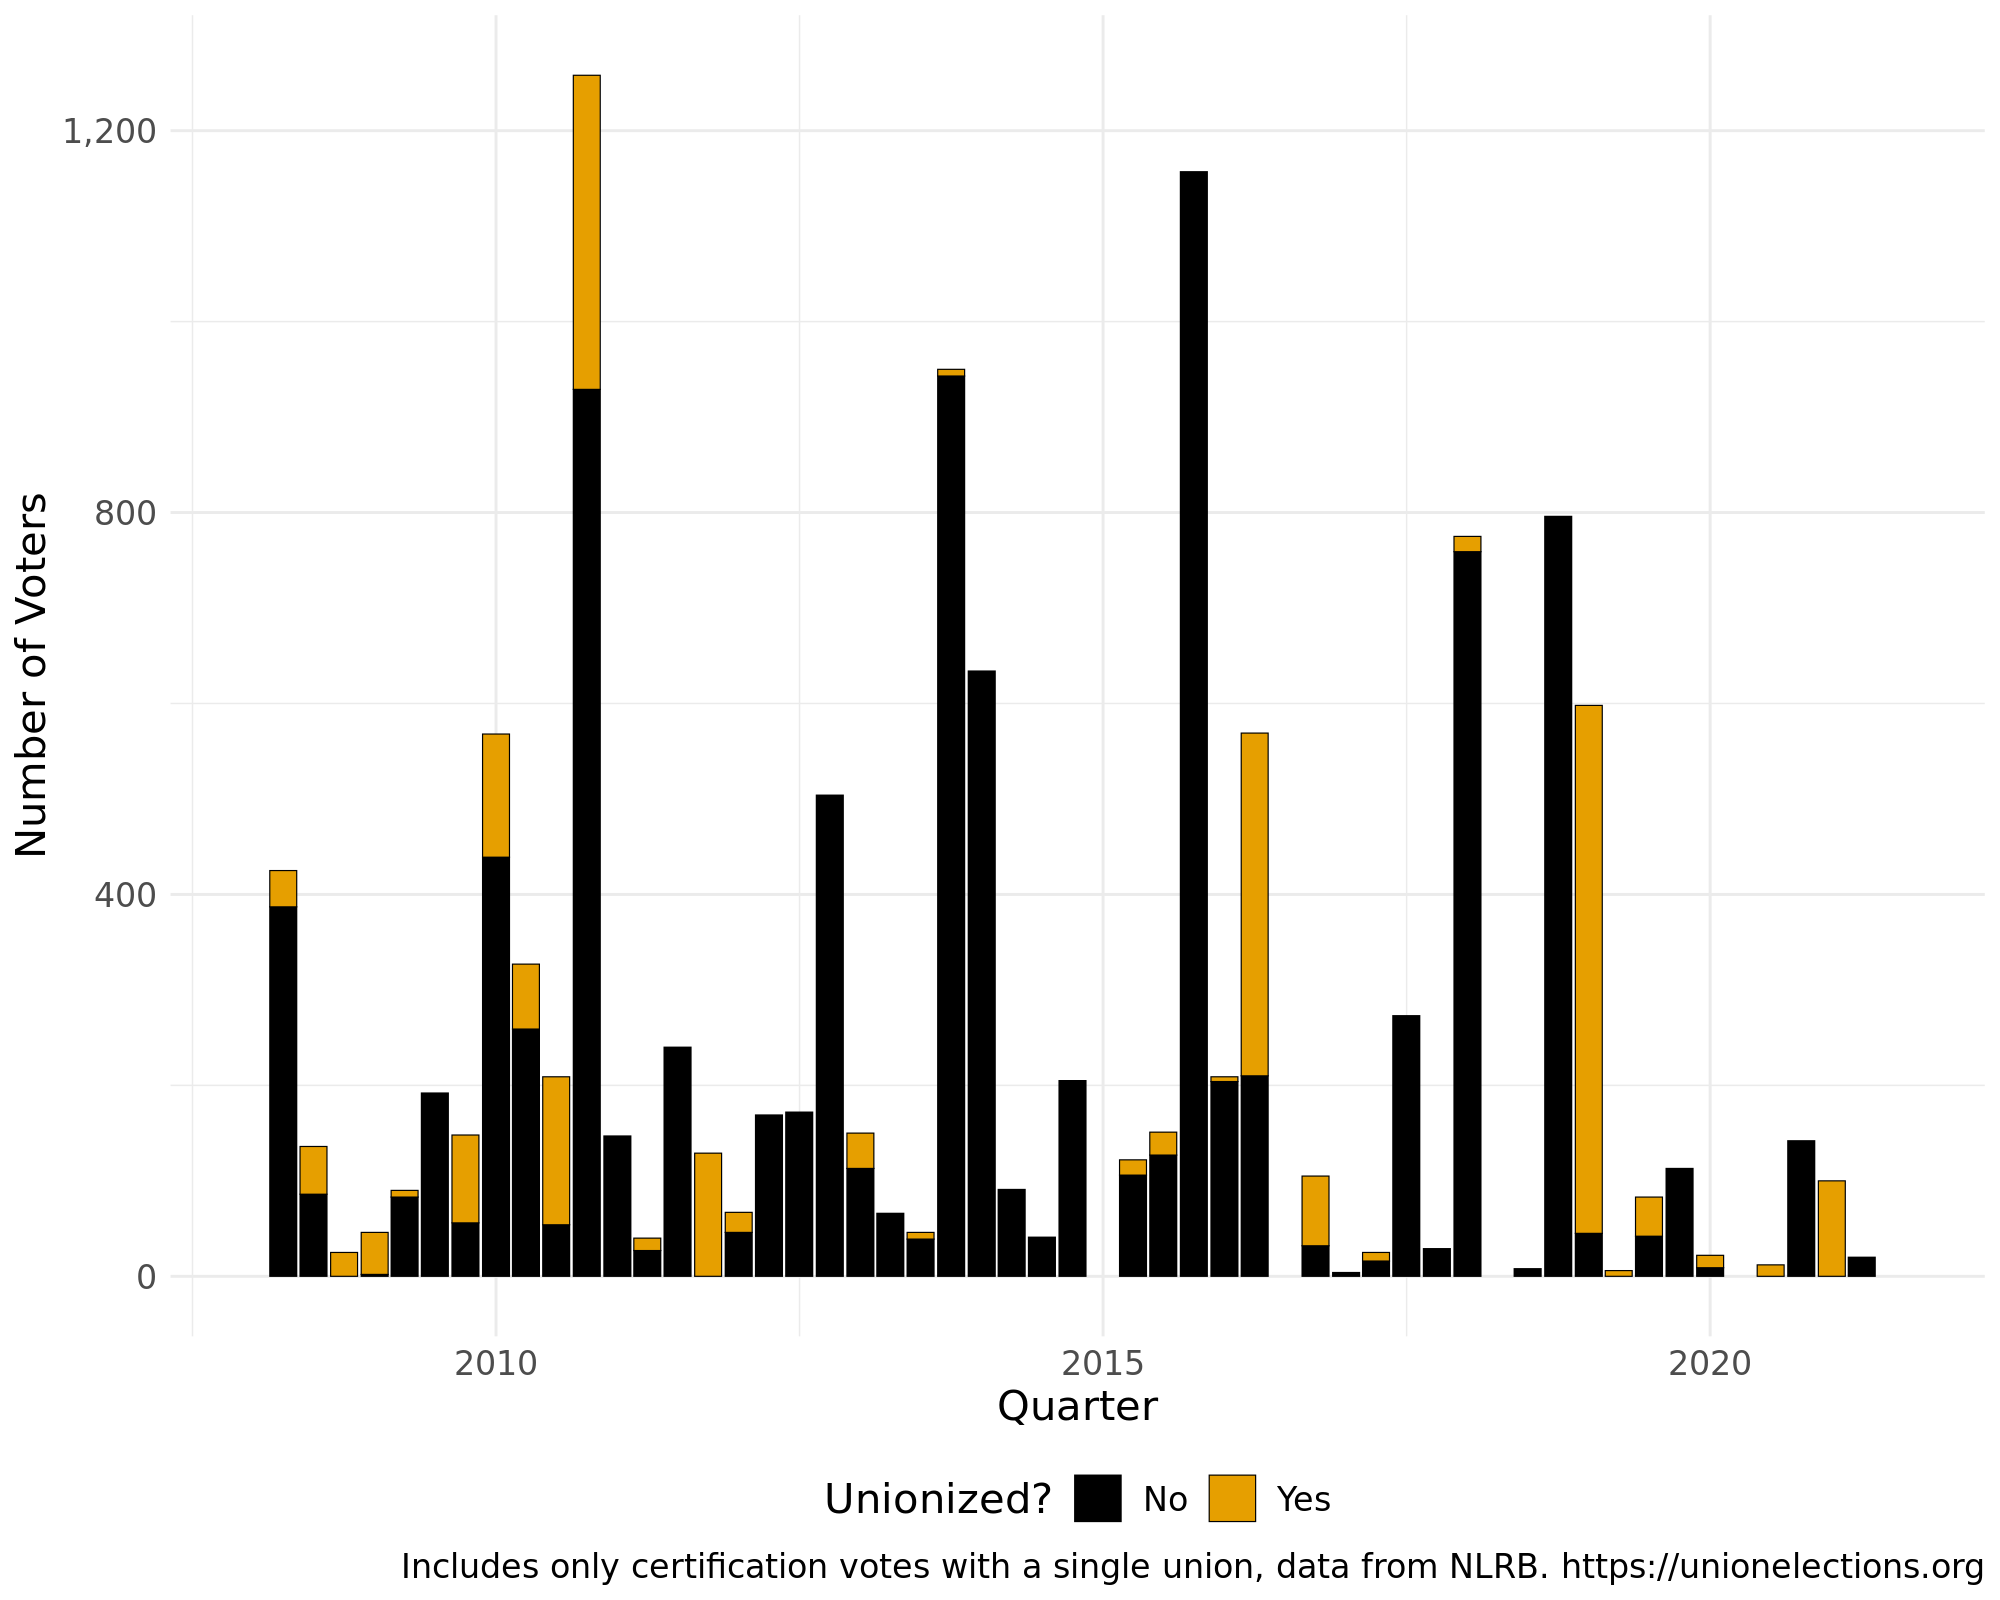 1,200
800
400
0
Number of Voters
2010 2015 2020
Quarter
Unionized? No Yes
Includes only certification votes with a single union, data from NLRB. https://unionelections.org